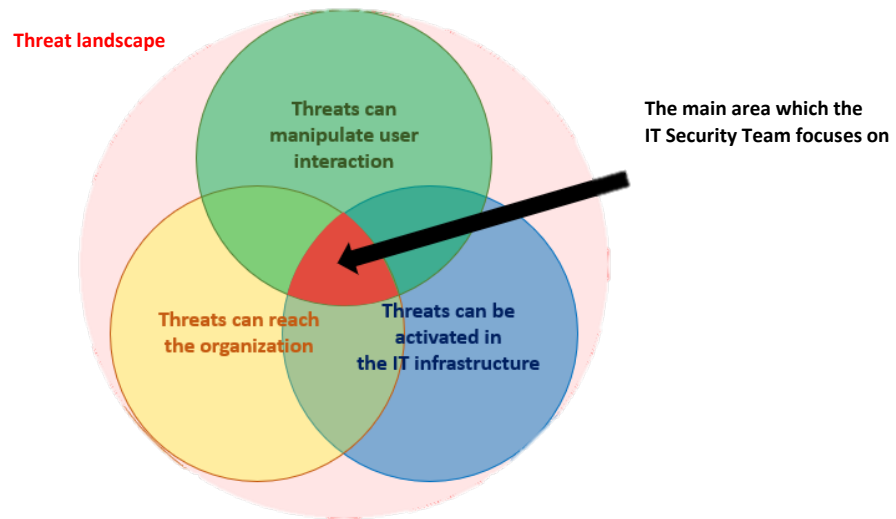 Threat landscape
Threats can
manipulate user
interaction
The main area which the
IT Security Team focuses on
Threats can reach
the organization
Threats can be
activated in
the IT infrastructure